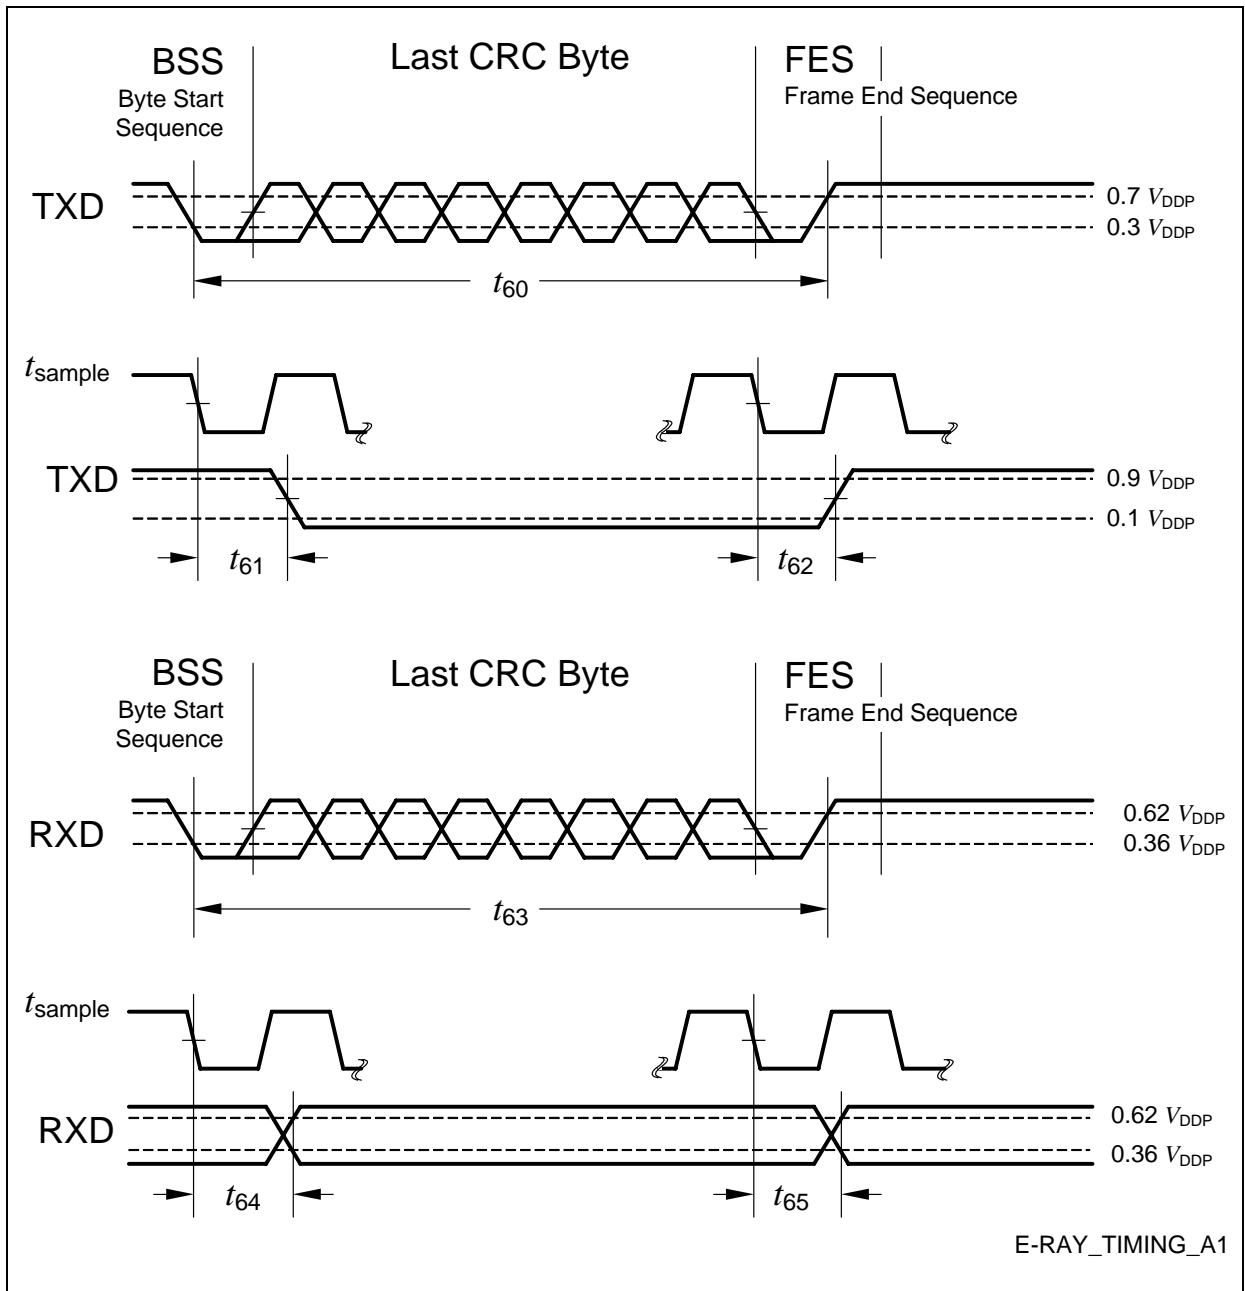 BSS
Byte Start
Sequence
Last CRC Byte
FES
Frame End Sequence
TXD
0.7 VDDP
0.3 VDDP
t60
tsample
TXD
0.9 VDDP
0.1 VDDP
t61
t62
BSS
Byte Start
Sequence
Last CRC Byte
FES
Frame End Sequence
RXD
0.62 VDDP
0.36 VDDP
t63
tsample
RXD
0.62 VDDP
0.36 VDDP
t64
t65
E-RAY_TIMING_A1